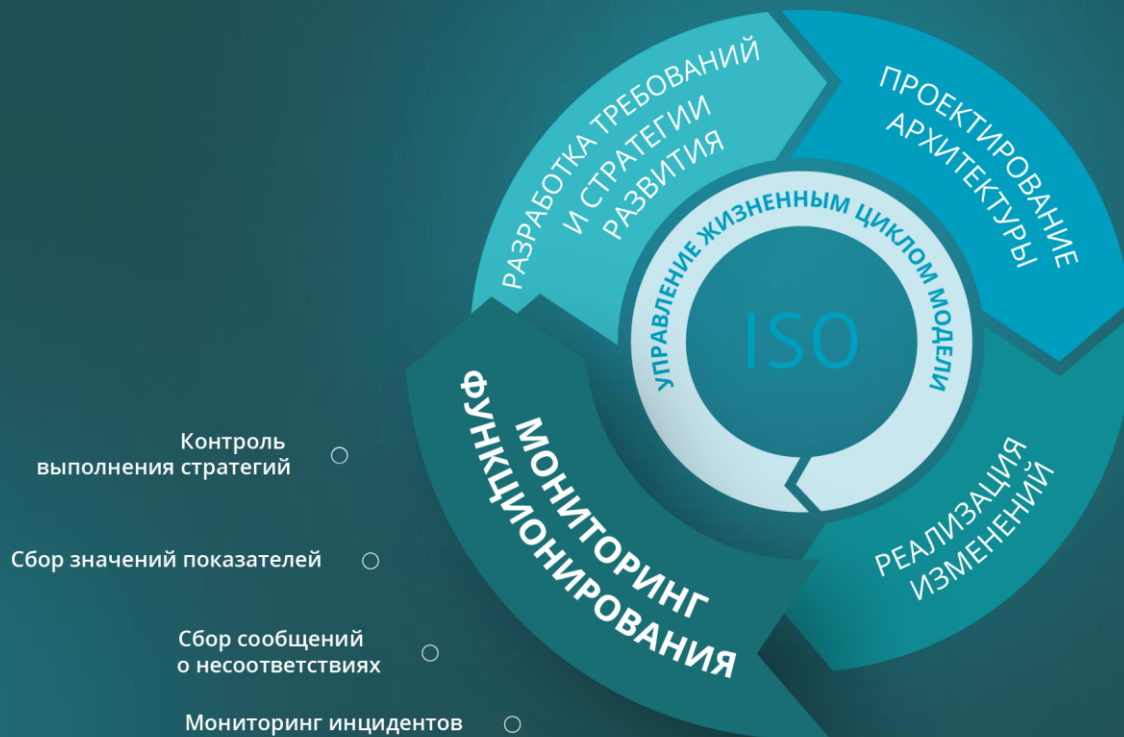 РАЗРАБОТКА ТРЕБОВАНИЙ
И СТРАТЕГИИ
РАЗВИТИЯ
ПРОЕКТИРОВАНИЕ
АРХИТЕКТУРЫ
УПРАВЛЕНИЕ ЖИЗНЕННЫМ ЦИКЛОМ МОДЕЛИ
ISO
МОНИТОРИНГ
ФУНКЦИОНИРОВАНИЯ
РЕАЛИЗАЦИЯ
ИЗМЕНЕНИЙ
Контроль
выполнения стратегий
Сбор значений показателей
Сбор сообщений
о несоответствиях
Мониторинг инцидентов